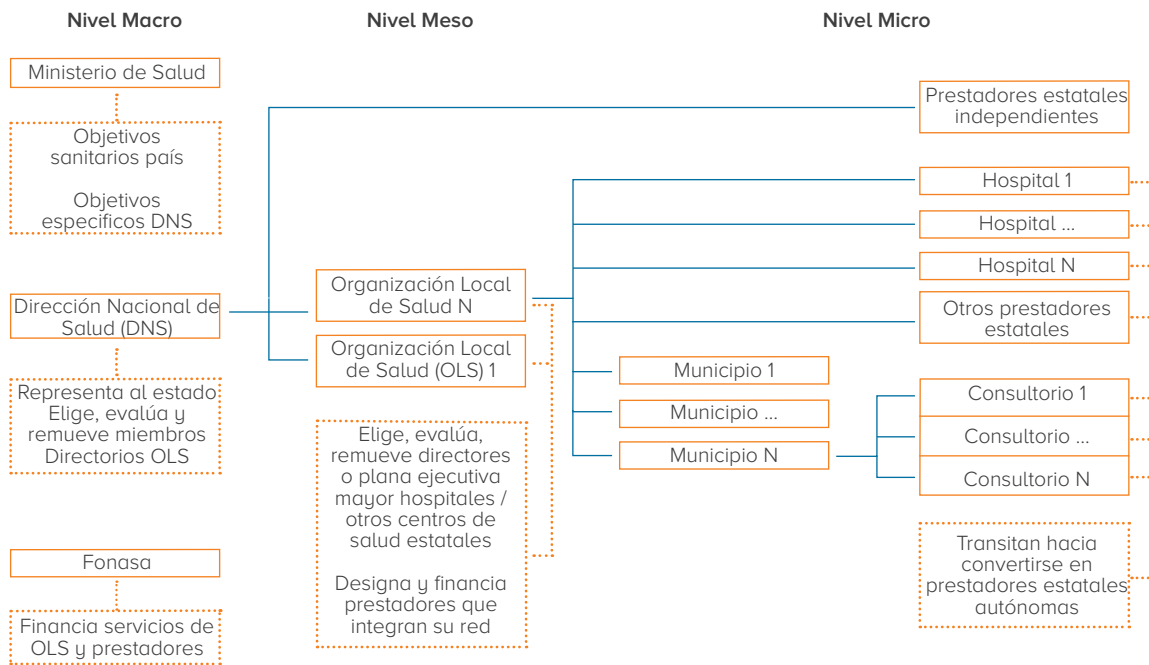 Nivel Macro
Nivel Meso
Nivel Micro
Ministerio de Salud
Objetivos
sanitarios país
Objetivos
especificos DNS
Dirección Nacional de
Salud (DNS)
Representa al estado
Elige, evalúa y
remueve miembros
Directorios OLS
Fonasa
Financia servicios de
OLS y prestadores
Organización Local
de Salud N
Organización Local
de Salud (OLS) 1
Elige, evalúa,
remueve directores
o plana ejecutiva
mayor hospitales /
otros centros de
salud estatales
Designa y financia
prestadores que
integran su red
Municipio 1
Municipio ...
Municipio N
Prestadores estatales
independientes
Hospital 1
Hospital ...
Hospital N
Otros prestadores
estatales
Consultorio 1
Consultorio ...
Consultorio N
Transitan hacia
convertirse en
prestadores estatales
autónomas